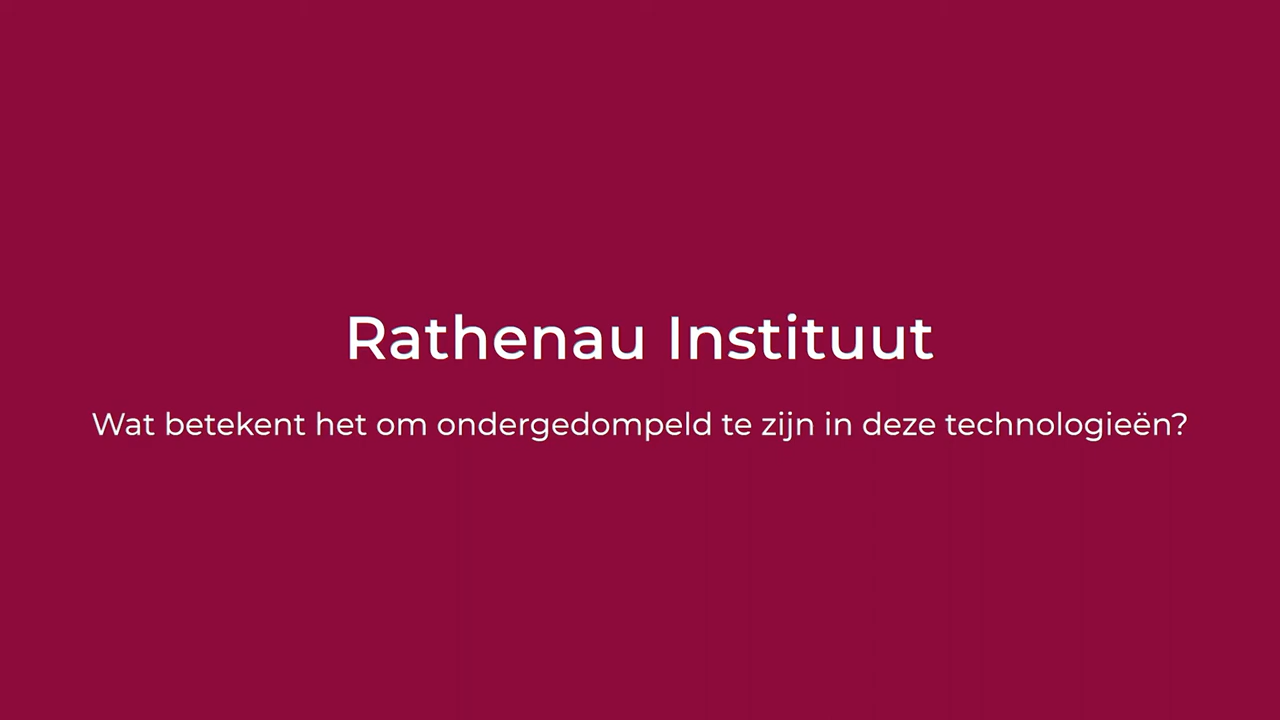 Rathenau Instituut
Wat betekent het om ondergedompeld te zijn in deze technologieën?